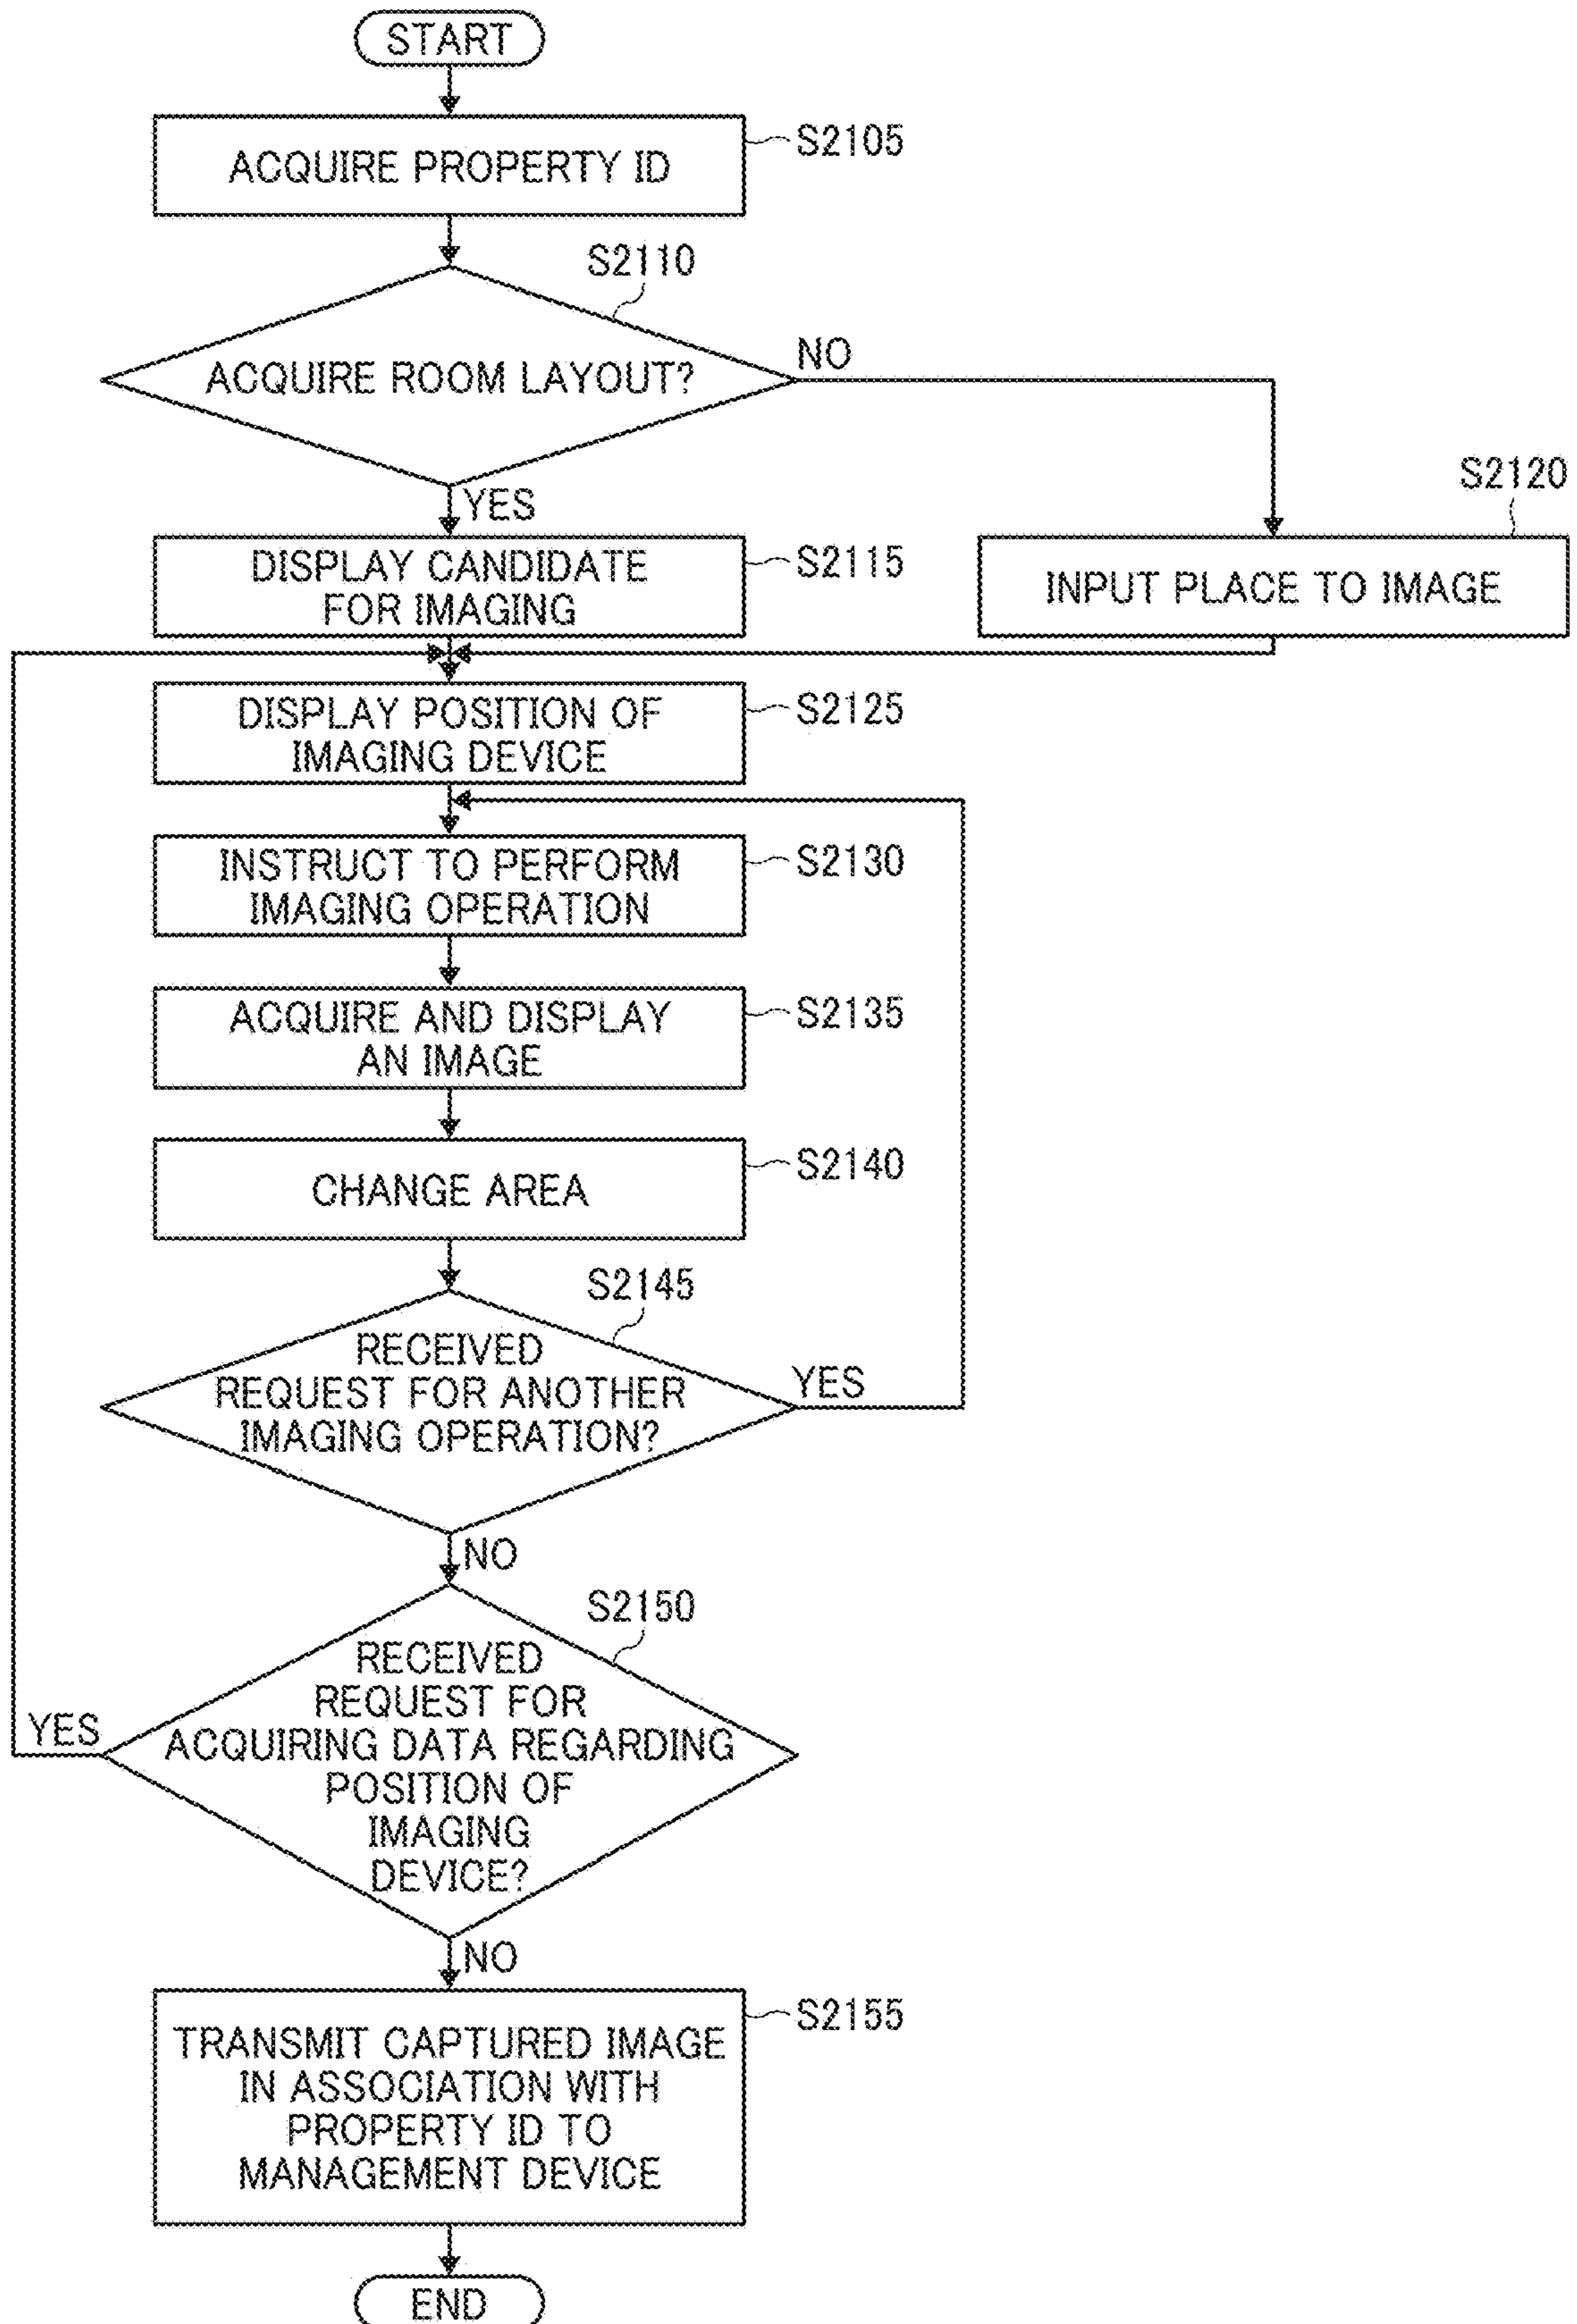 START
ACQUIRE PROPERTY ID
S2105
S2110
ACQUIRE ROOM LAYOUT?
NO
YES
S2120
DISPLAY CANDIDATE
FOR IMAGING
S2115
INPUT PLACE TO IMAGE
DISPLAY POSITION OF
IMAGING DEVICE
S2125
INSTRUCT TO PERFORM
IMAGING OPERATION
S2130
ACQUIRE AND DISPLAY
AN IMAGE
S2135
CHANGE AREA
S2140
S2145
RECEIVED
REQUEST FOR ANOTHER
IMAGING OPERATION?
YES
NO
S2150
RECEIVED
REQUEST FOR
ACQUIRING DATA REGARDING
POSITION OF
IMAGING
DEVICE?
YES
NO
TRANSMIT CAPTURED IMAGE
IN ASSOCIATION WITH
PROPERTY ID TO
MANAGEMENT DEVICE
S2155
END